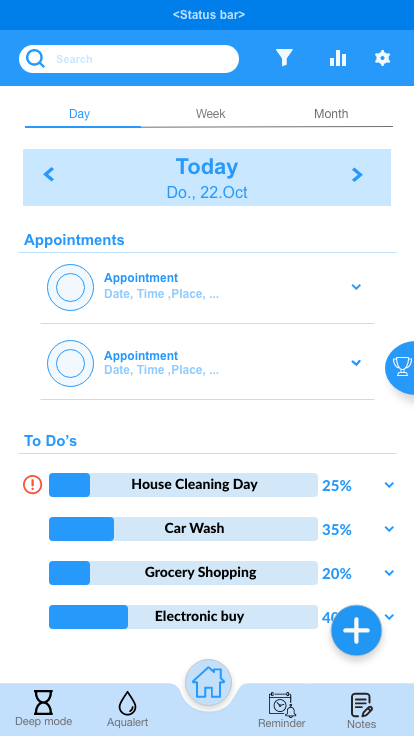 <Status bar>
Search
Day Week Month
Today
Do., 22.Oct
Appointments
Appointment
Date, Time ,Place, ...
Appointment
Date, Time ,Place, ...
To Do's
House Cleaning Day 25%
Car Wash 35%
Grocery Shopping 20%
Electronic buy
Deep mode Aqualert Reminder Notes